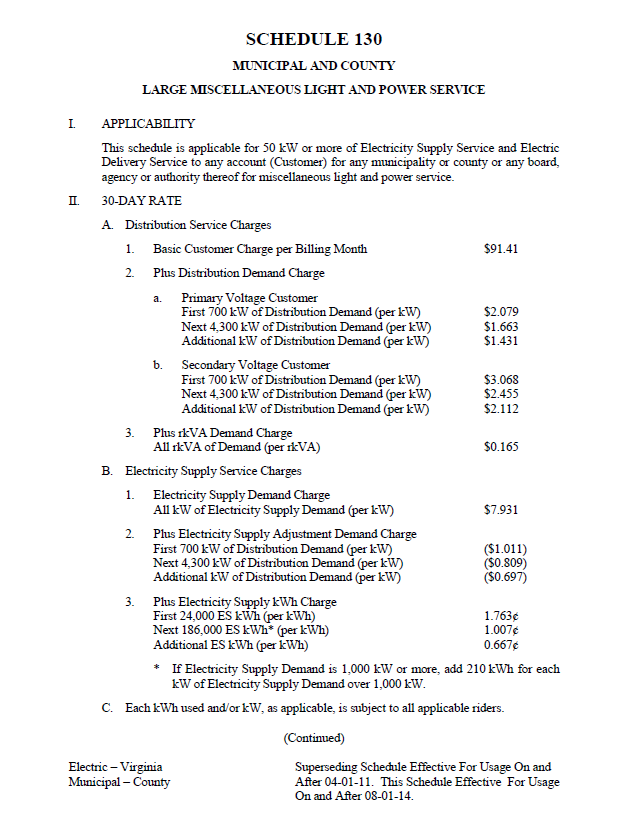 SCHEDULE 130
MUNICIPAL AND COUNTY
LARGE MISCELLANEOUS LIGHT AND POWER SERVICE
I. APPLICABILITY
This schedule is applicable for 50 kW or more of Electricity Supply Service and Electric
Delivery Service to any account (Customer) for any municipality or county or any board,
agency or authority thereof for miscellaneous light and power service.
II. 30-DAY RATE
A. Distribution Service Charges
1. Basic Customer Charge per Billing Month $91.41
2. Plus Distribution Demand Charge
a. Primary Voltage Customer
First 700 kW of Distribution Demand (per kW) $2.079
Next 4,300 kW of Distribution Demand (per kW) $1.663
Additional kW of Distribution Demand (per kW) $1.431
b. Secondary Voltage Customer
First 700 kW of Distribution Demand (per kW) $3.068
Next 4,300 kW of Distribution Demand (per kW) $2.455
Additional kW of Distribution Demand (per kW) $2.112
3. Plus rkVA Demand Charge
All rkVA of Demand (per rkVA) $0.165
B. Electricity Supply Service Charges
1. Electricity Supply Demand Charge
All kW of Electricity Supply Demand (per kW) $7.931
2. Plus Electricity Supply Adjustment Demand Charge
First 700 kW of Distribution Demand (per kW) ($1.011)
Next 4,300 kW of Distribution Demand (per kW) ($0.809)
Additional kW of Distribution Demand (per kW) ($0.697)
3. Plus Electricity Supply kWh Charge
First 24,000 ES kWh (per kWh) 1.763¢
Next 186,000 ES kWh* (per kWh) 1.007¢
Additional ES kWh (per kWh) 0.667¢
* If Electricity Supply Demand is 1,000 kW or more, add 210 kWh for each
kW of Electricity Supply Demand over 1,000 kW.
C. Each kWh used and/or kW, as applicable, is subject to all applicable riders.
(Continued)
Electric – Virginia Superseding Schedule Effective For Usage On and
Municipal – County After 04-01-11. This Schedule Effective For Usage
On and After 08-01-14.